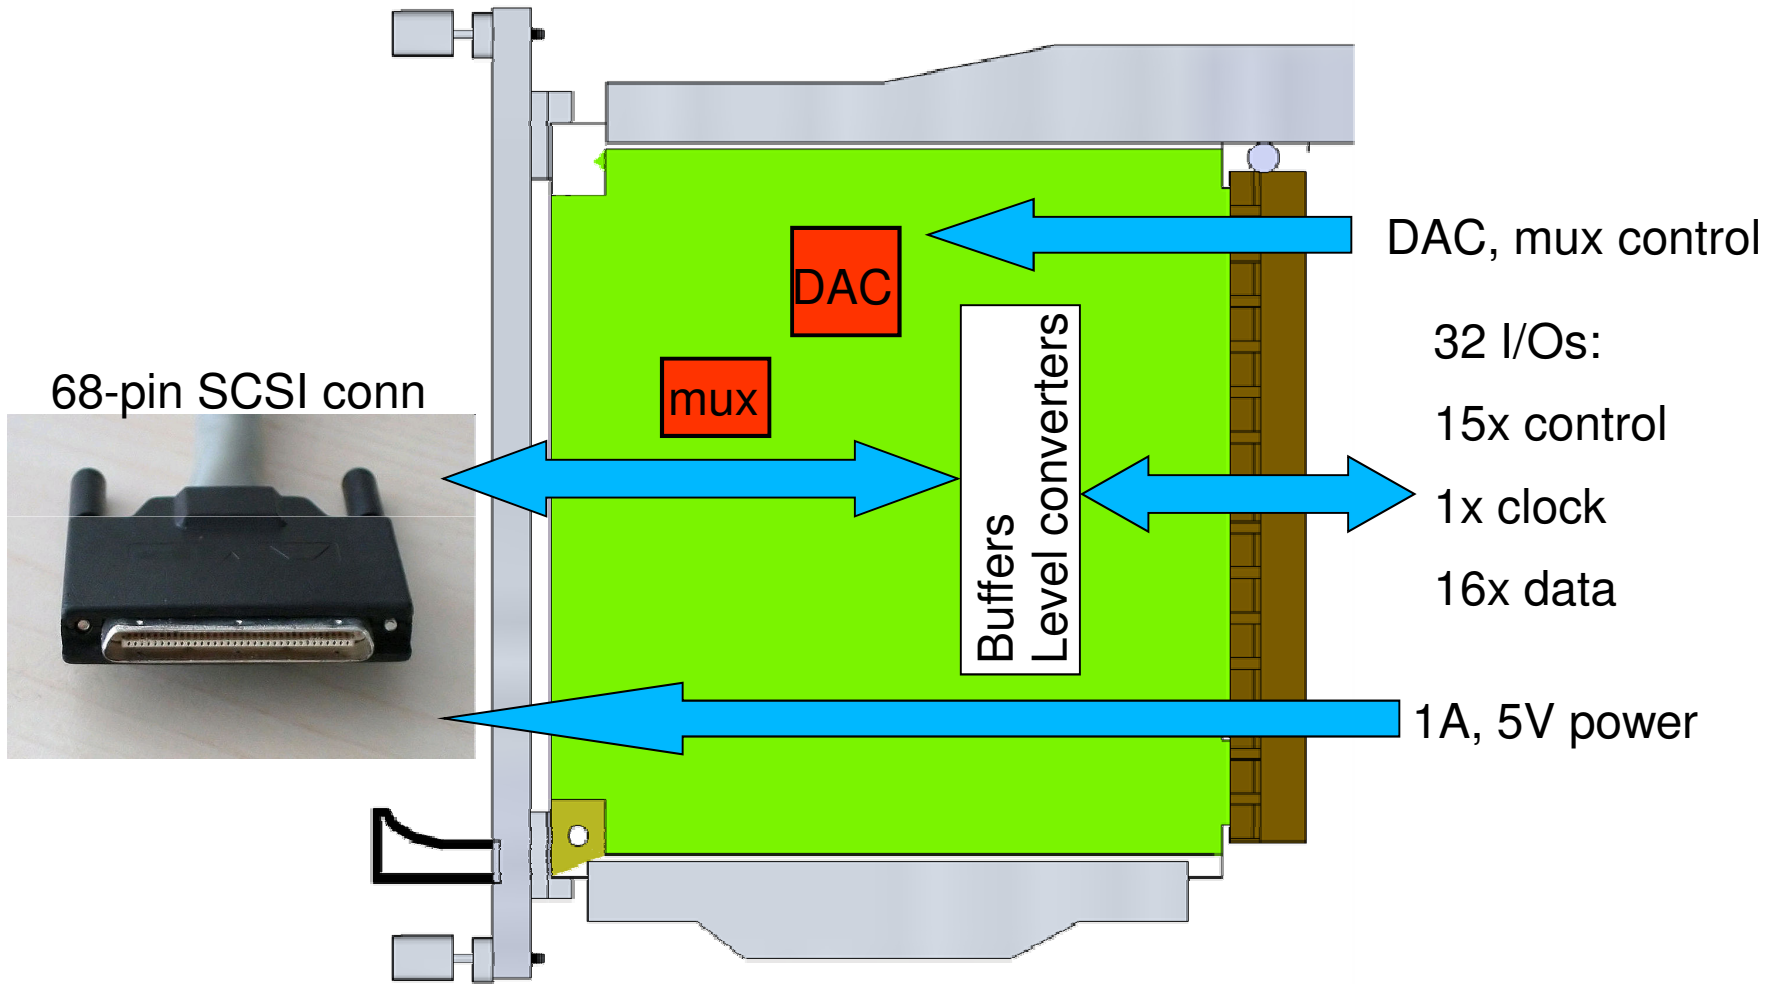 DAC, mux control
DAC
32 I/Os:
68-pin SCSI conn
mux
Buffers
Level converters
15x control
1x clock
16x data
1A, 5V power